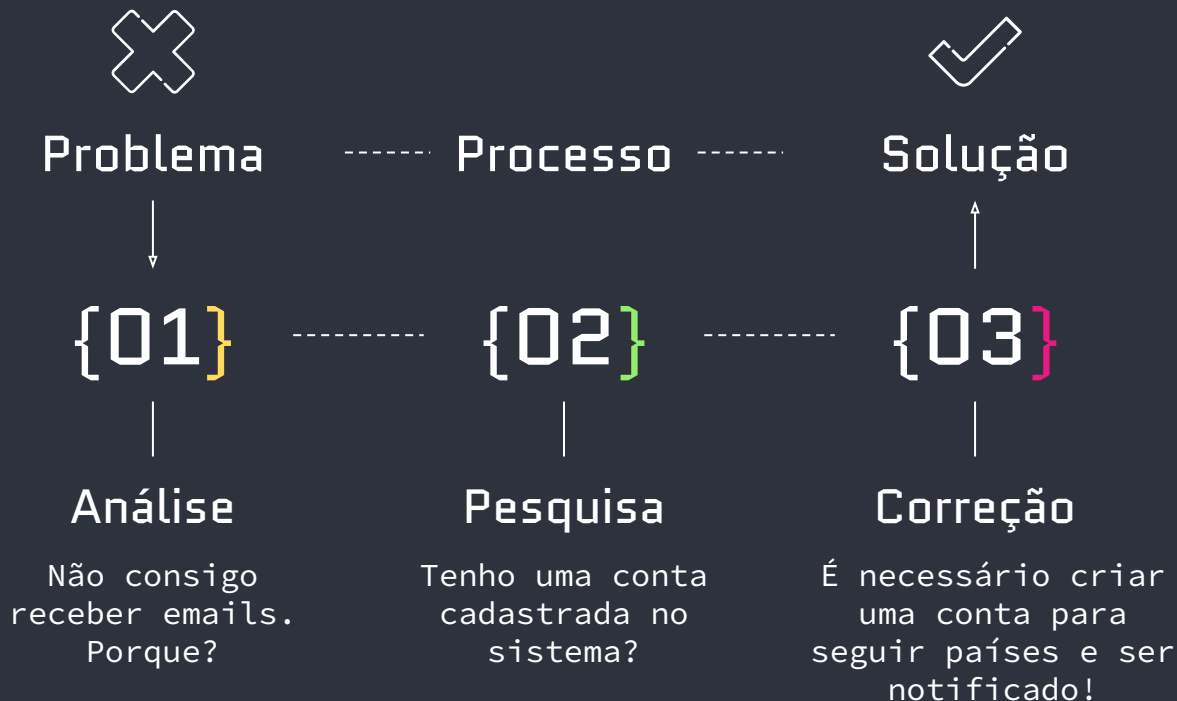 Problema
Processo
Solução
{01}
{02}
{03}
Análise
Pesquisa
Correção
Não consigo
receber emails.
Porque?
Tenho uma conta
cadastrada no
sistema?
É necessário criar
uma conta para
seguir países e ser
notificado!